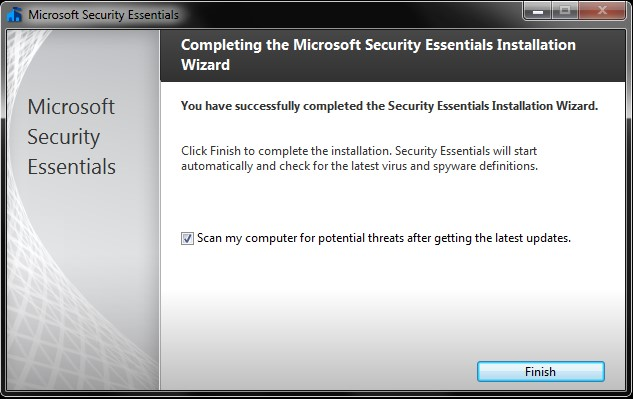 Microsoft Security Essentials
Completing the Microsoft Security Essentials Installation
Wizard
Microsoft
Security
Essentials
You have successfully completed the Security Essentials Installation Wizard.
Click Finish to complete the installation. Security Essentials will start
automatically and check for the latest virus and spyware definitions.
Scan my computer for potential threats after getting the latest updates.
Finish